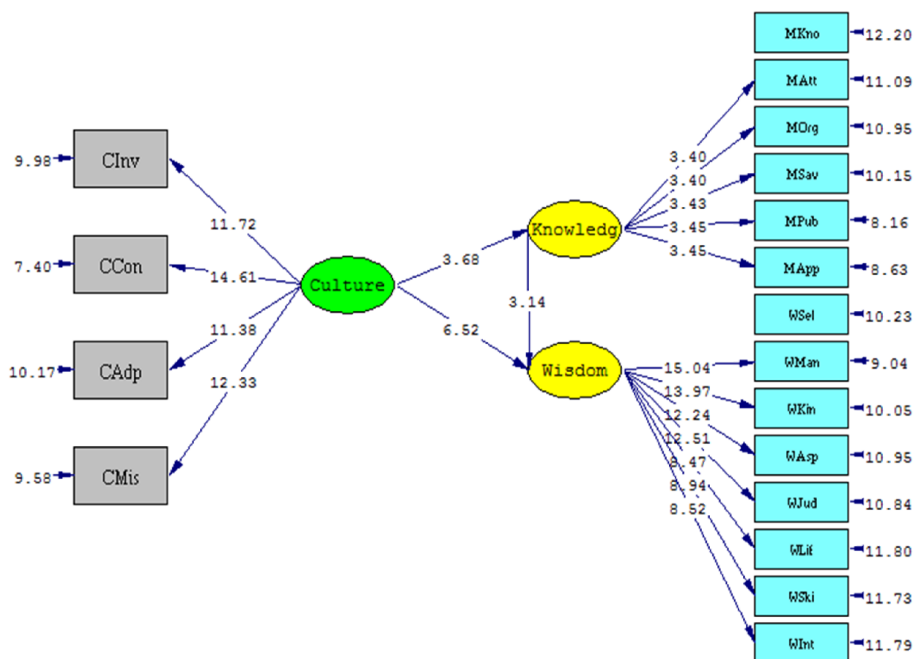 MKno
12.20
MAtt
11.09
MOrg
10.95
MSav
10.15
MPub
8.16
MApp
8.63
WSel
10.23
WMan
9.04
WKin
10.05
WAsp
10.95
WJud
10.84
WLif
11.80
WSki
11.73
WInt
11.79
9.98
CInv
7.40
CCon
10.17
CAdp
9.58
CMis
11.72
14.61
11.38
12.33
Culture
3.68
6.52
Knowledg
3.14
Wisdom
3.40
3.40
3.43
3.45
3.45
15.04
13.97
12.24
12.51
8.47
8.94
8.52